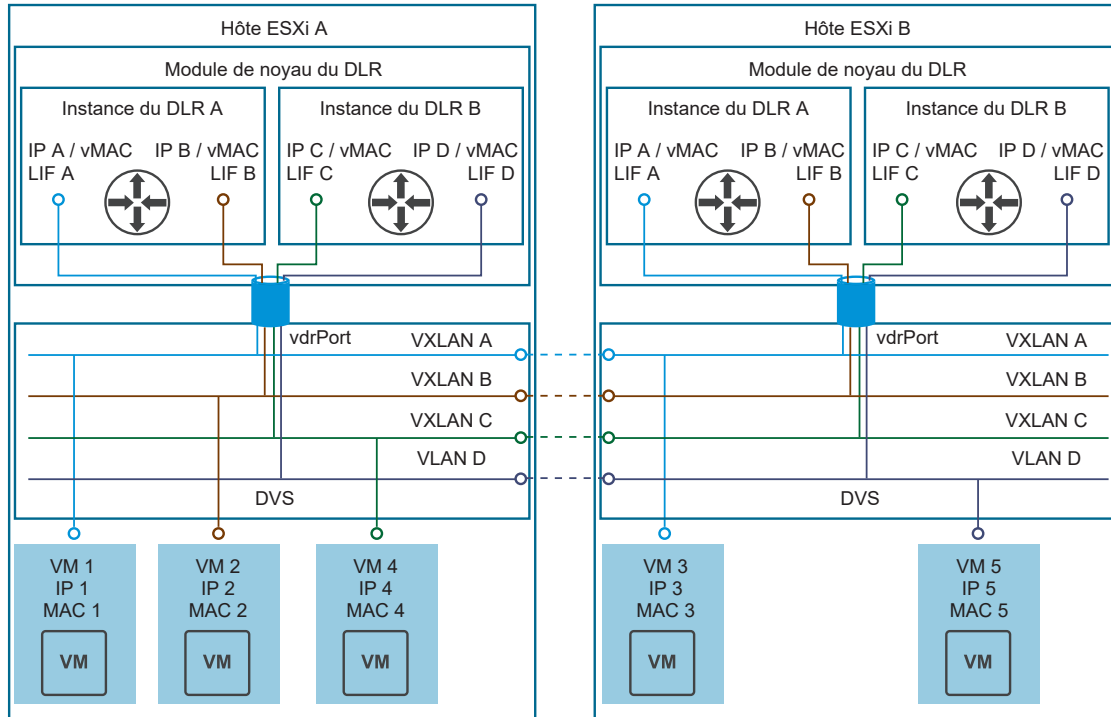 Hôte ESXi A
Module de noyau du DLR
Instance du DLR A
IP A / vMAC
LIF A
IP B / vMAC
LIF B
Instance du DLR B
IP C / vMAC
LIF C
IP D / vMAC
LIF D
vdrPort
VXLAN A
VXLAN B
VXLAN C
VLAN D
DVS
VM 1
IP 1
MAC 1
VM
VM 2
IP 2
MAC 2
VM
VM 4
IP 4
MAC 4
VM
Hôte ESXi B
Module de noyau du DLR
Instance du DLR A
IP A / vMAC
LIF A
IP B / vMAC
LIF B
Instance du DLR B
IP C / vMAC
LIF C
IP D / vMAC
LIF D
vdrPort
VXLAN A
VXLAN B
VXLAN C
VLAN D
DVS
VM 3
IP 3
MAC 3
VM
VM 5
IP 5
MAC 5
VM